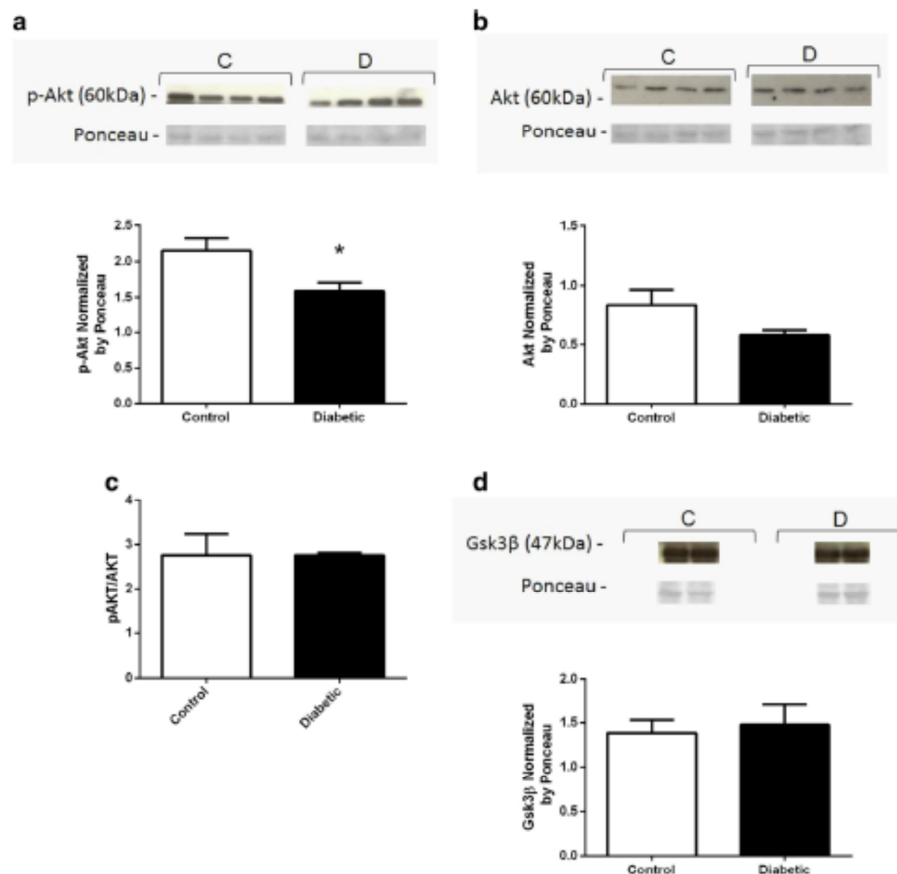 a
C D
p-Akt (60kDa) -
Ponceau -
2.5
2.0
1.5
1.0
0.5
0.0
p-Akt Normalized
by Ponceau
*
Control Diabetic
b
C D
Akt (60kDa) -
Ponceau -
1.5
1.0
0.5
0.0
Akt Normalized
by Ponceau
Control Diabetic
c
4
3
2
1
0
pAKT/AKT
Control Diabetic
d
C D
Gsk3β (47kDa) -
Ponceau -
2.0
1.5
1.0
0.5
0.0
Gsk3β Normalized
by Ponceau
Control Diabetic